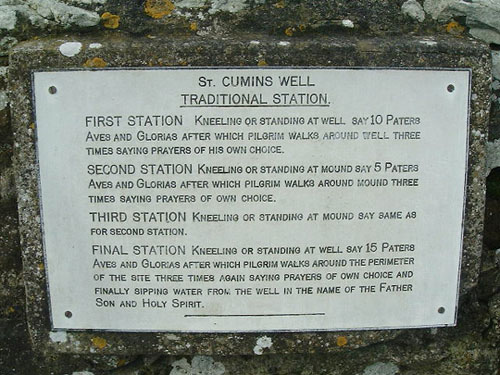 St. Cumins Well
Traditional Station.
FIRST STATION Kneeling or standing at well say 10 Paters
Aves and Glorias after which pilgrim walks around well three
times saying prayers of his own choice.
SECOND STATION Kneeling or standing at mound say 5 Paters
Aves and Glorias after which pilgrim walks around mound three
times saying prayers of own choice.
THIRD STATION Kneeling or standing at mound say same as
for second station.
FINAL STATION Kneeling or standing at well say 15 Paters
Aves and Glorias after which pilgrim walks around the perimeter
of the site three times again saying prayers of own choice and
finally sipping water from the well in the name of the Father
Son and Holy Spirit.